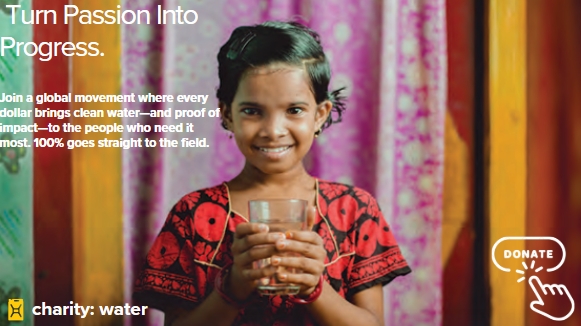 Turn Passion Into
Progress.
Join a global movement where every
dollar brings clean water—and proof of
impact—to the people who need it
most. 100% goes straight to the field.
DONATE
charity: water